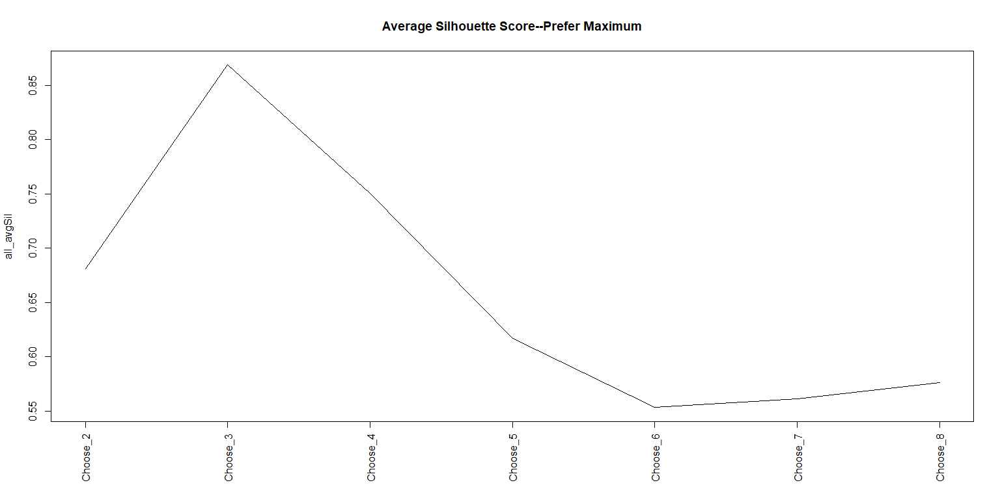 Average Silhouette Score--Prefer Maximum
all_avgSil
0.85
0.80
0.75
0.70
0.65
0.60
0.55
Choose_2
Choose_3
Choose_4
Choose_5
Choose_6
Choose_7
Choose_8